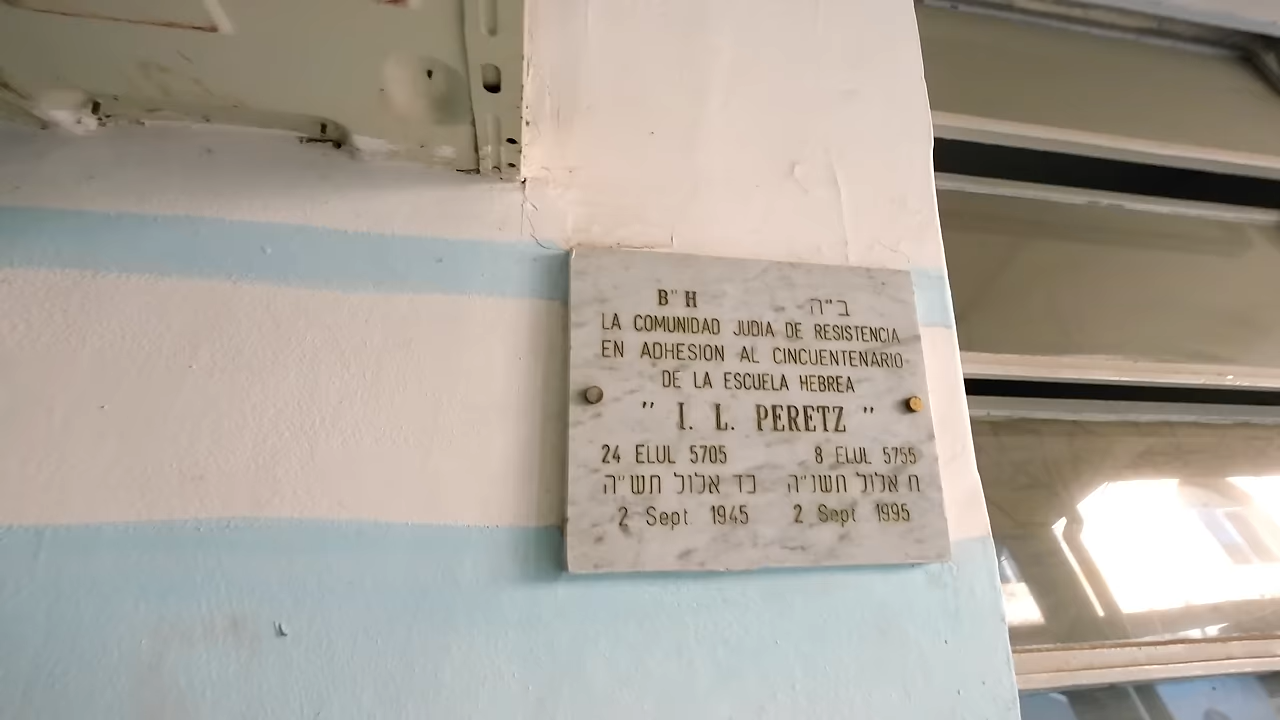 B"H ב"ה
LA COMUNIDAD JUDIA DE RESISTENCIA
EN ADHESION AL CINCUENTENARIO
DE LA ESCUELA HEBREA
" I. L. PERETZ "
24 ELUL 5705 8 ELUL 5755
כד אלול תש"ה ח אלול תשנ"ה
2 Sept 1945 2 Sept 1995